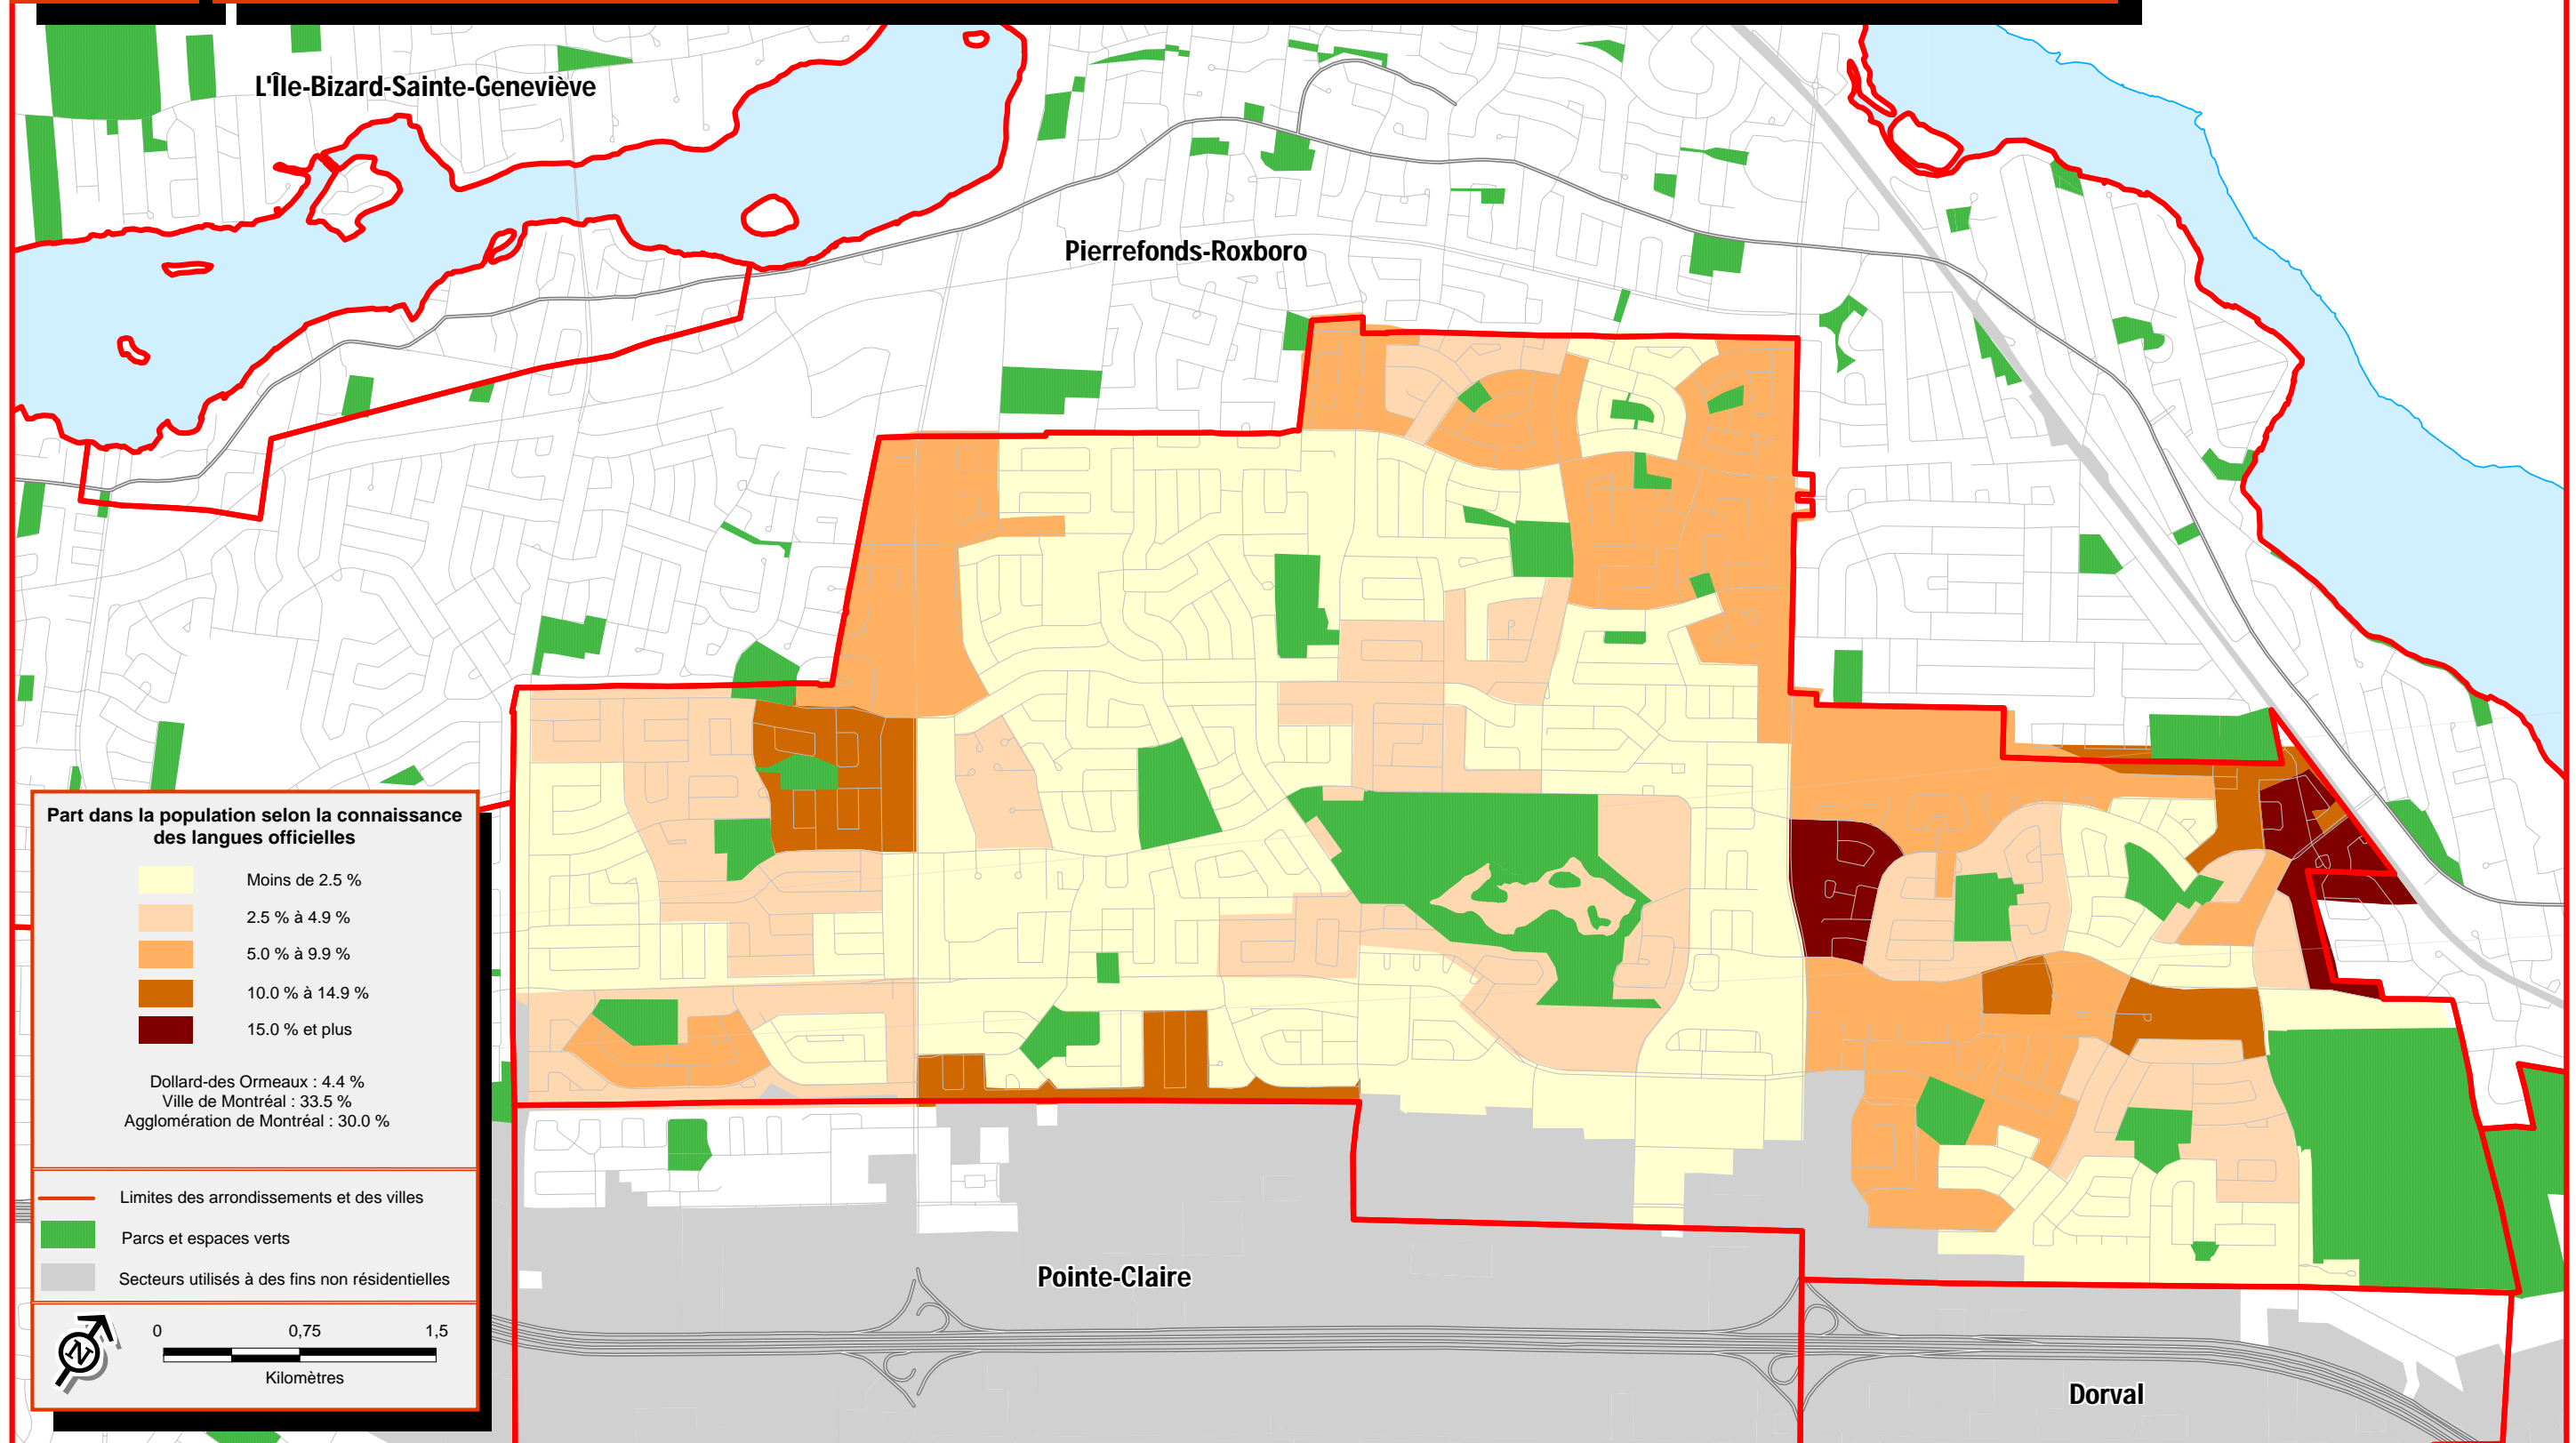 L'Île-Bizard-Sainte-Geneviève
Pierrefonds-Roxboro
Part dans la population selon la connaissance
des langues officielles
Moins de 2.5 %
2.5 % à 4.9 %
5.0 % à 9.9 %
10.0 % à 14.9 %
15.0 % et plus
Dollard-des Ormeaux : 4.4 %
Ville de Montréal : 33.5 %
Agglomération de Montréal : 30.0 %
Limites des arrondissements et des villes
Parcs et espaces verts
Secteurs utilisés à des fins non résidentielles
N
0 0,75 1,5
Kilomètres
Pointe-Claire
Dorval